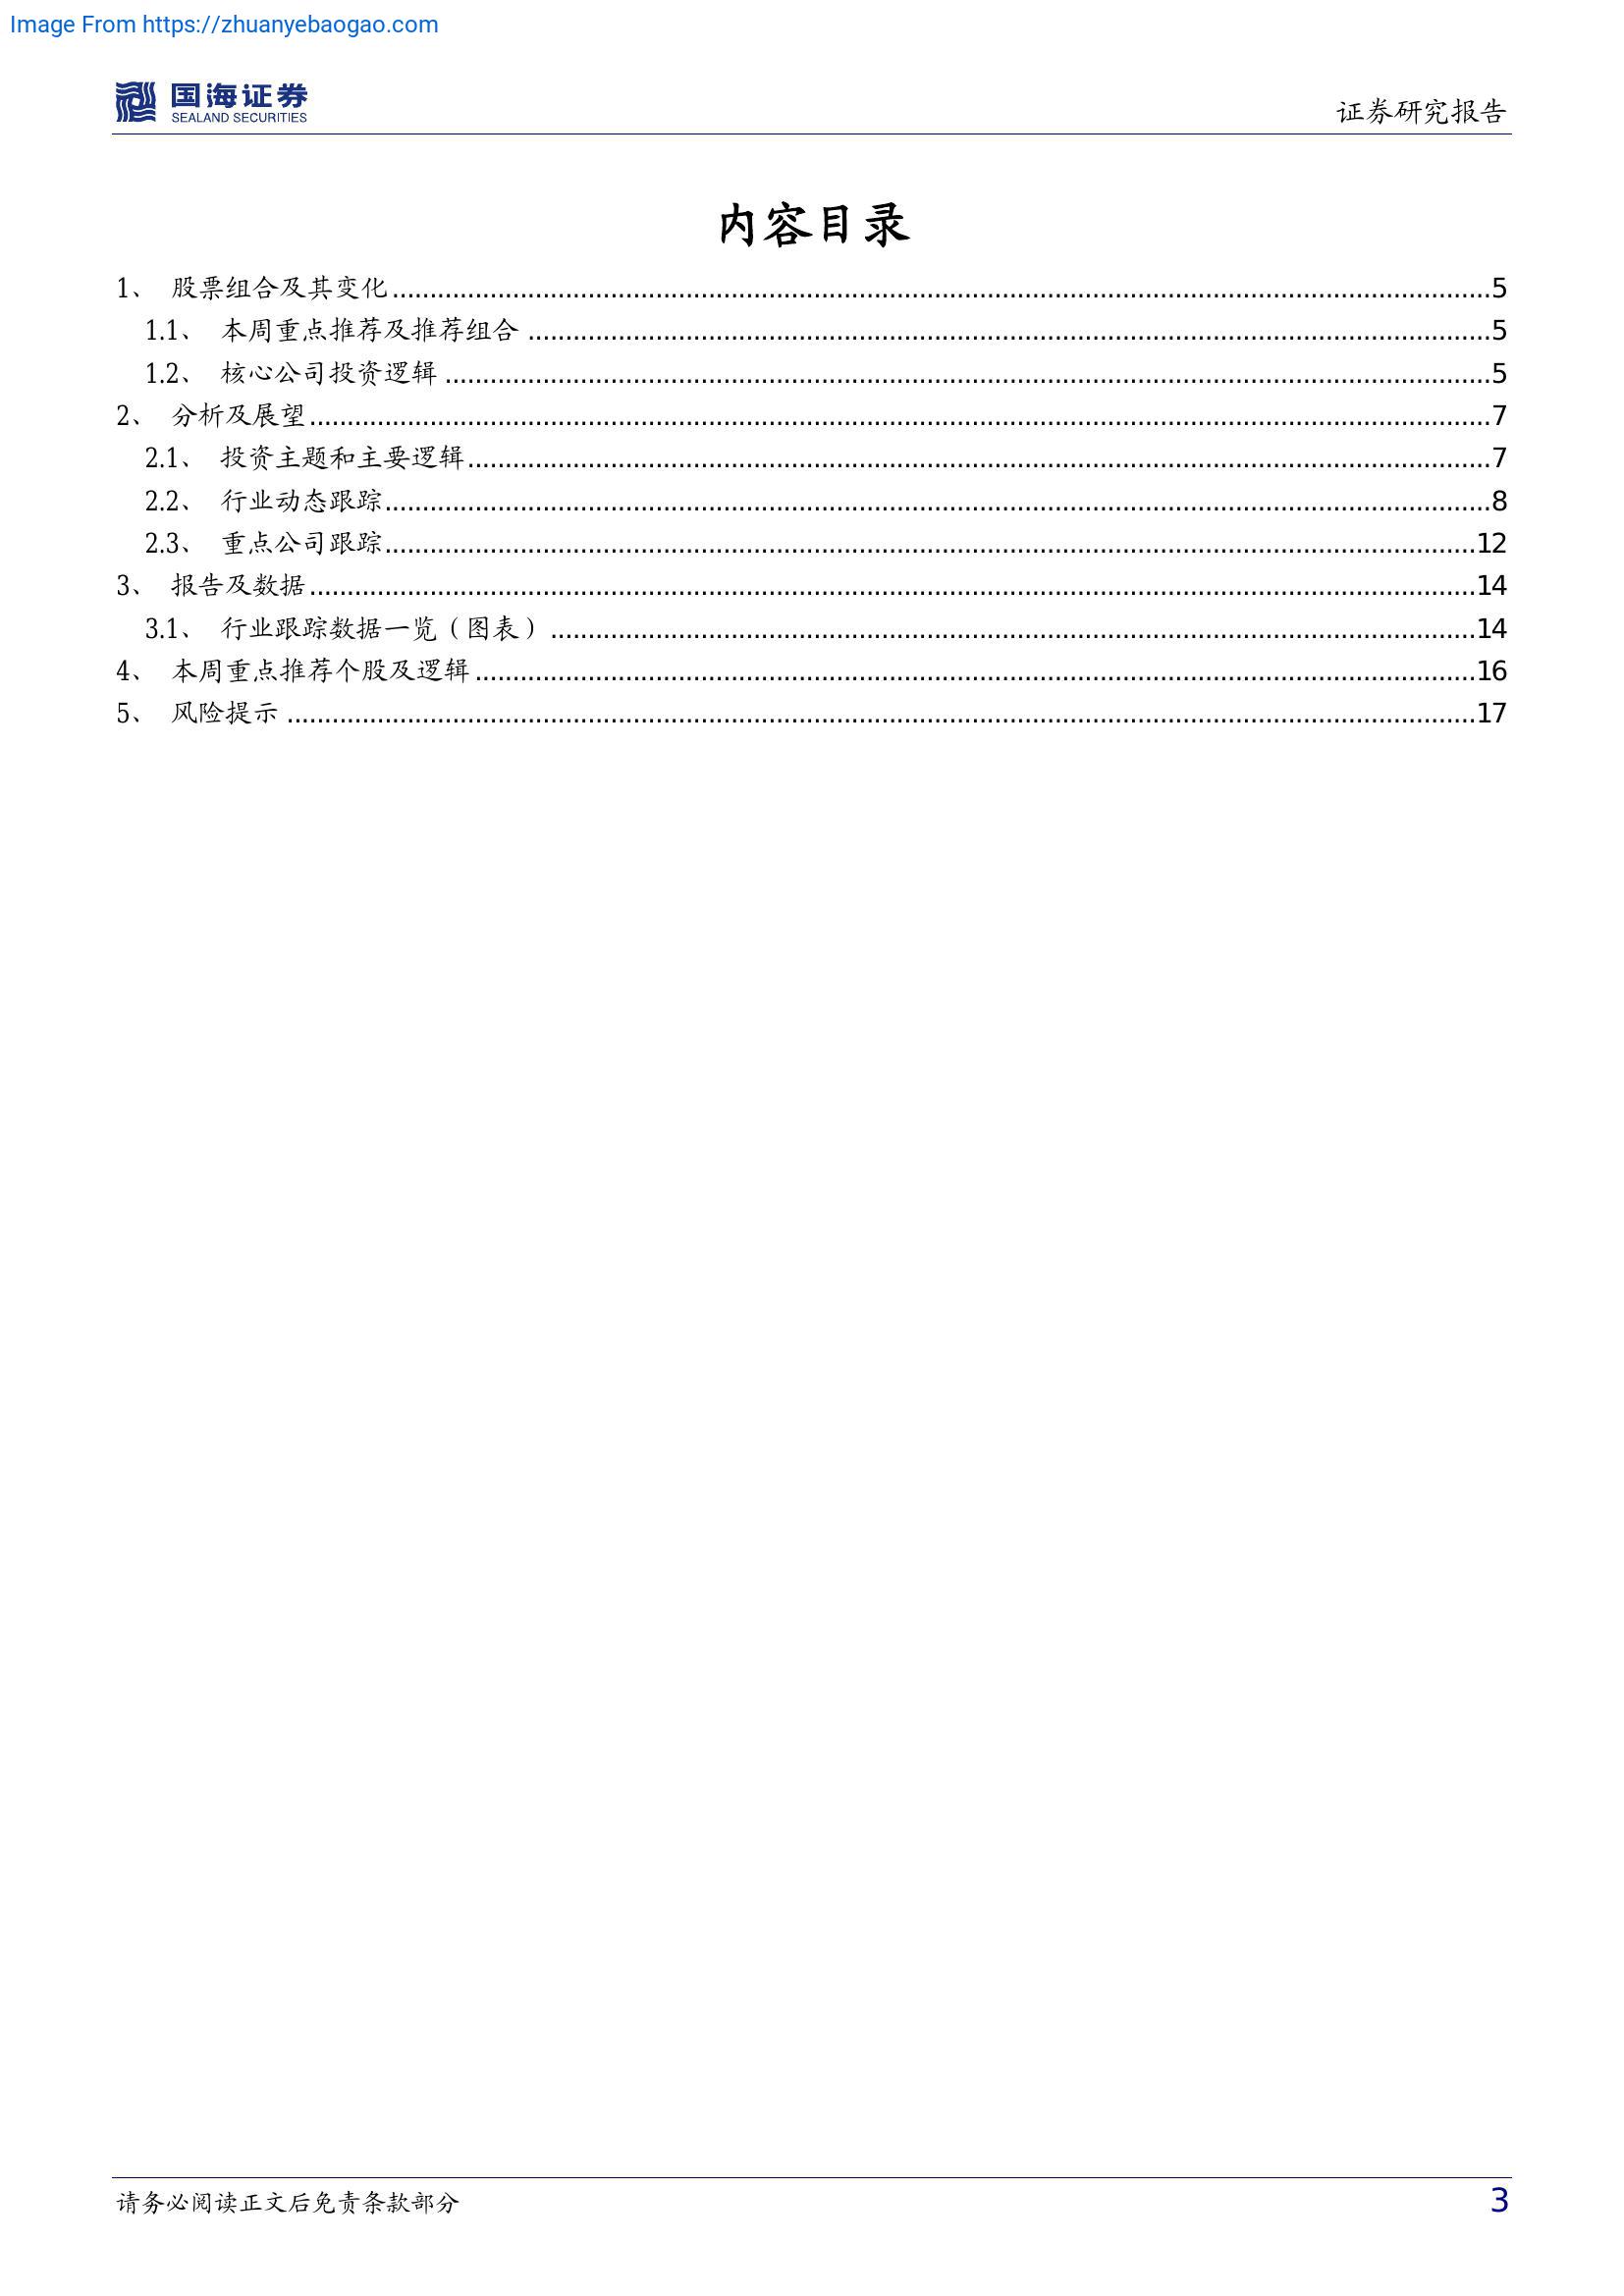 Image From https://zhuanyebaogao.com
国海证券
SEALAND SECURITIES
证券研究报告
内容目录
1、 股票组合及其变化 5
1.1、 本周重点推荐及推荐组合 5
1.2、 核心公司投资逻辑 5
2、 分析及展望 7
2.1、 投资主题和主要逻辑 7
2.2、 行业动态跟踪 8
2.3、 重点公司跟踪 12
3、 报告及数据 14
3.1、 行业跟踪数据一览（图表） 14
4、 本周重点推荐个股及逻辑 16
5、 风险提示 17
请务必阅读正文后免责条款部分
3